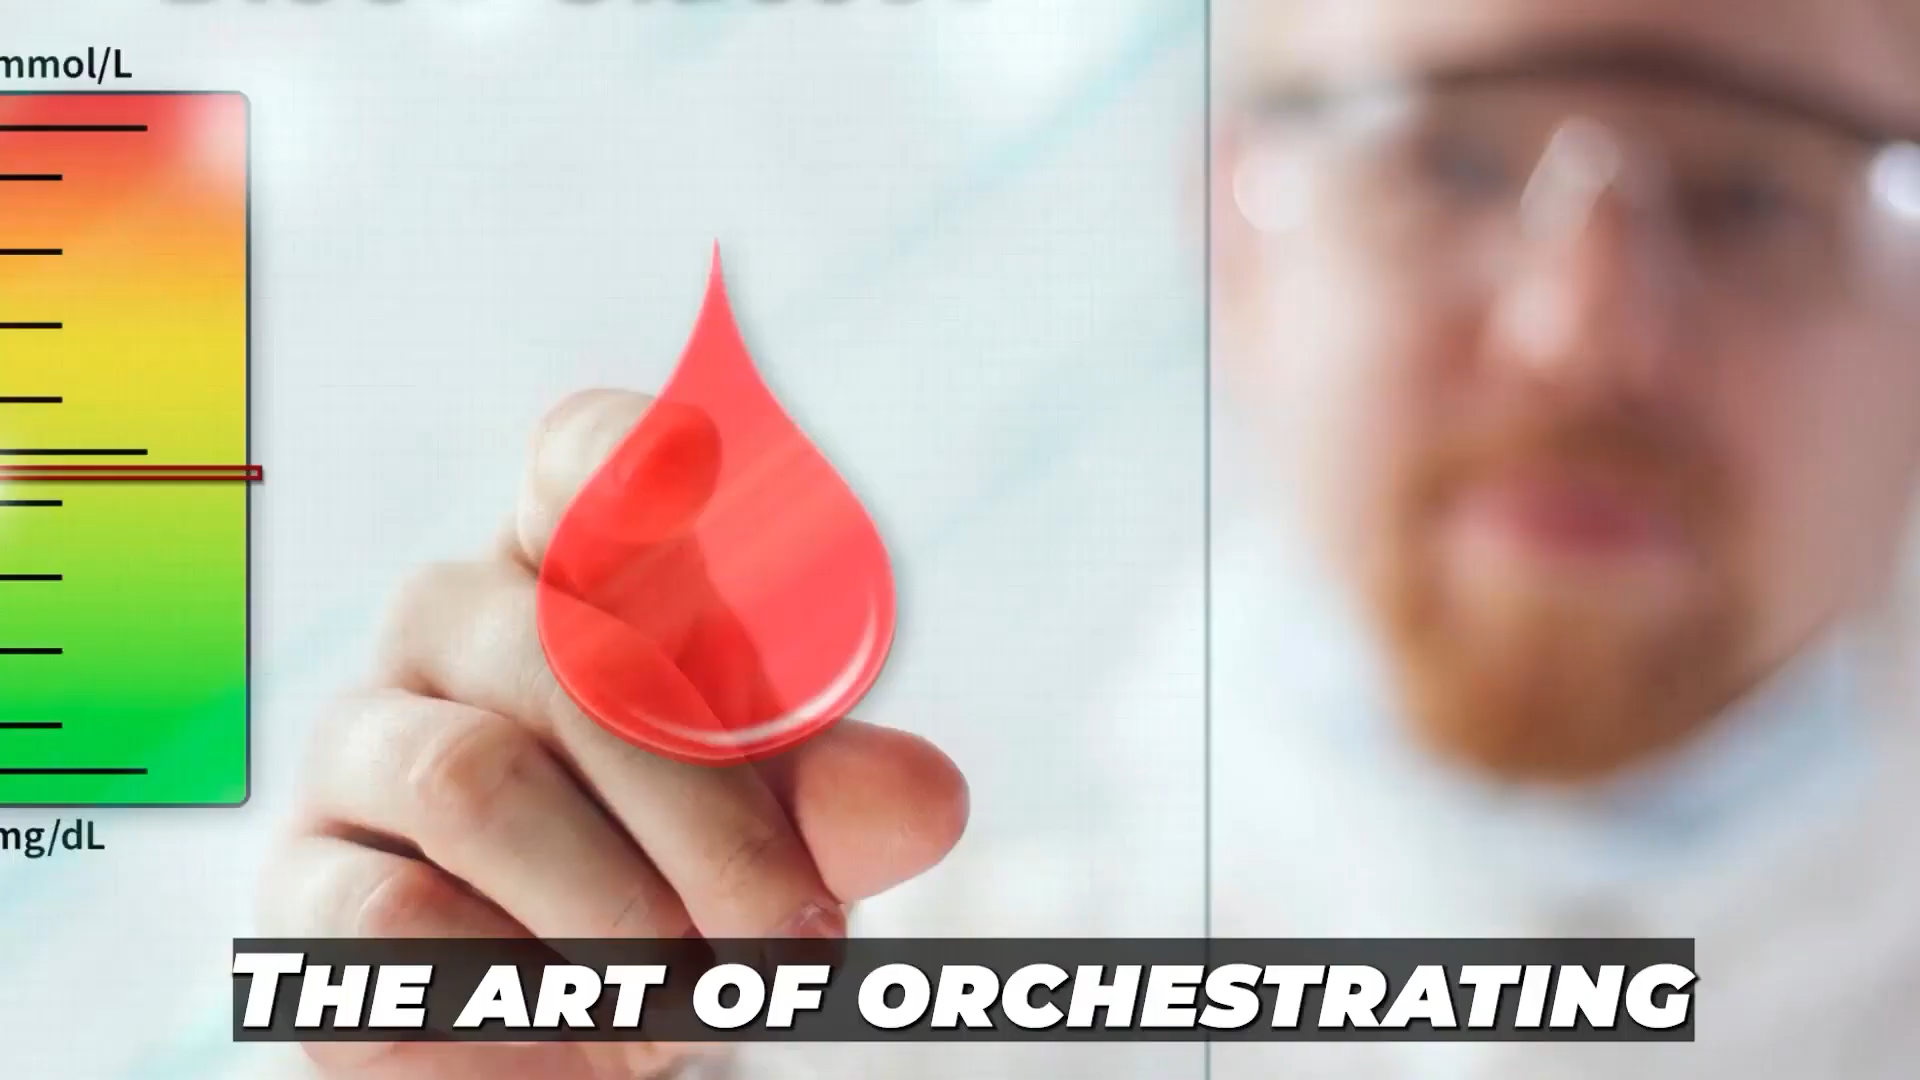 mmol/L
mg/dL
THE ART OF ORCHESTRATING